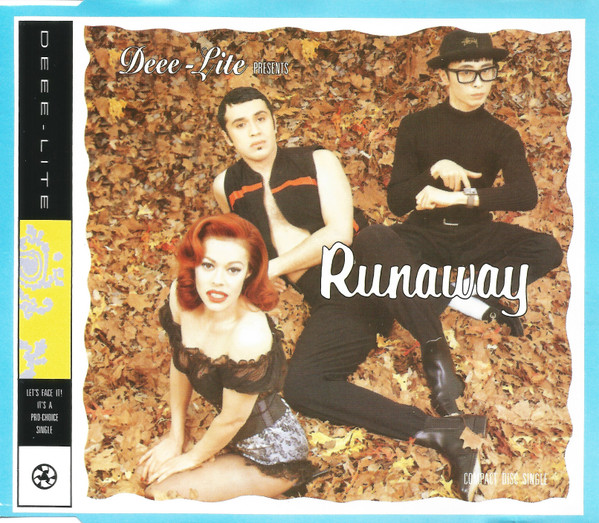 DEEE-LITE
LET'S FACE IT!
IT'S A
PRO-CHOICE
SINGLE
Deee-Lite PRESENTS
Runaway
COMPACT DISC SINGLE